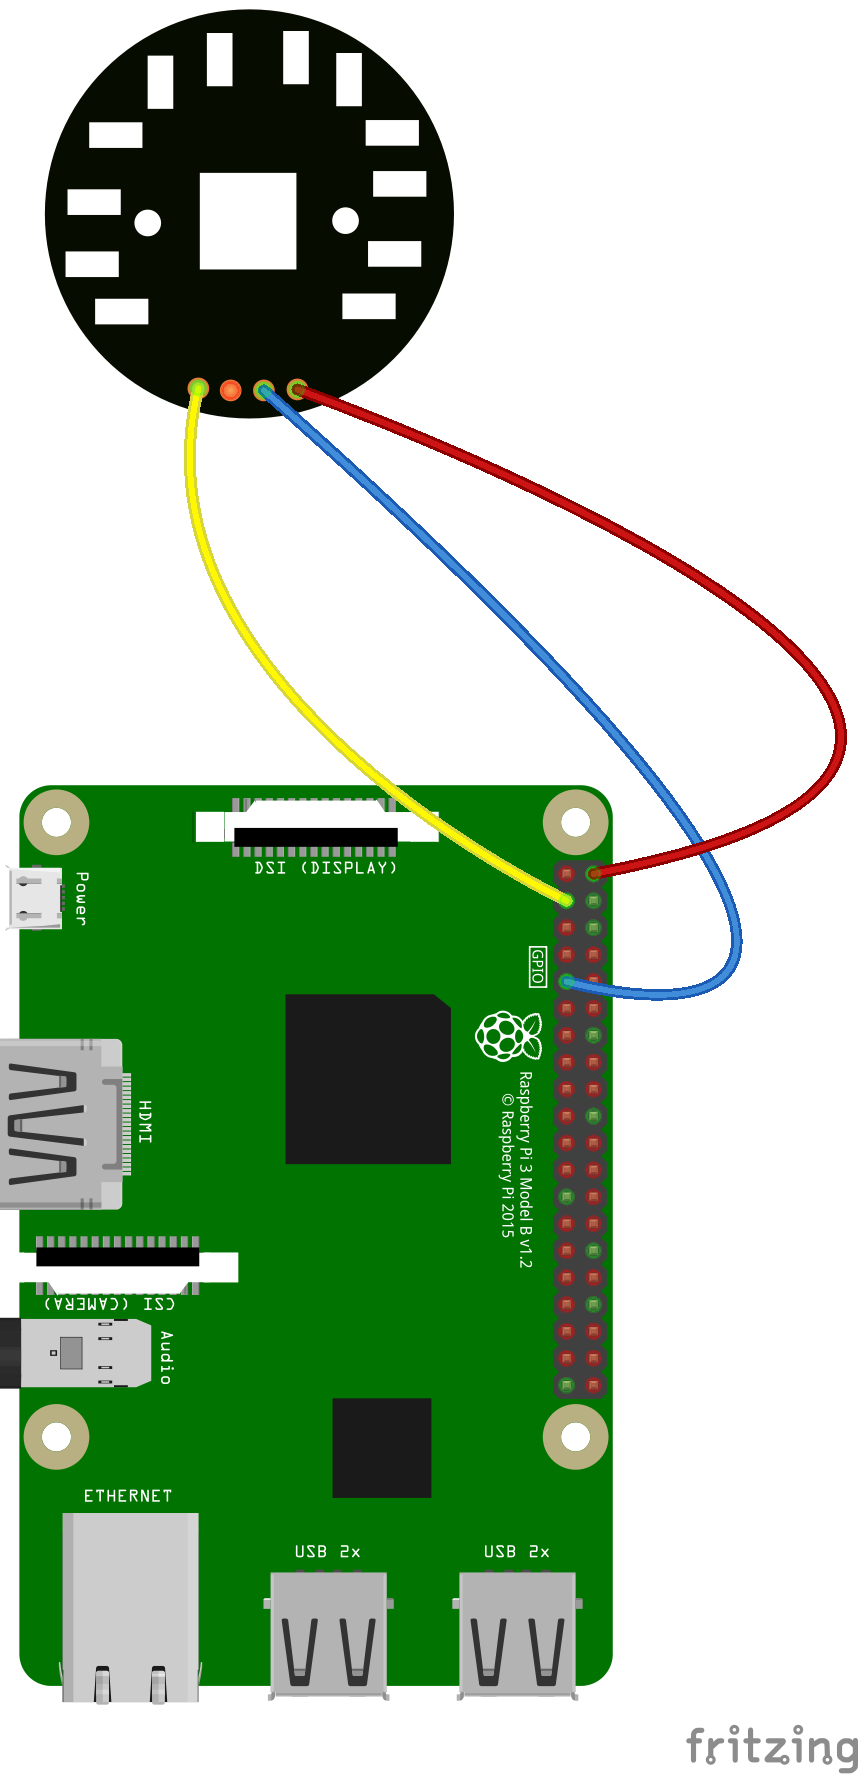 DSI (DISPLAY)
Power
GPIO
HDMI
Raspberry Pi 3 Model B v1.2
© Raspberry Pi 2015
CSI (CAMERA)
Audio
ETHERNET
USB 2x
USB 2x
fritzing